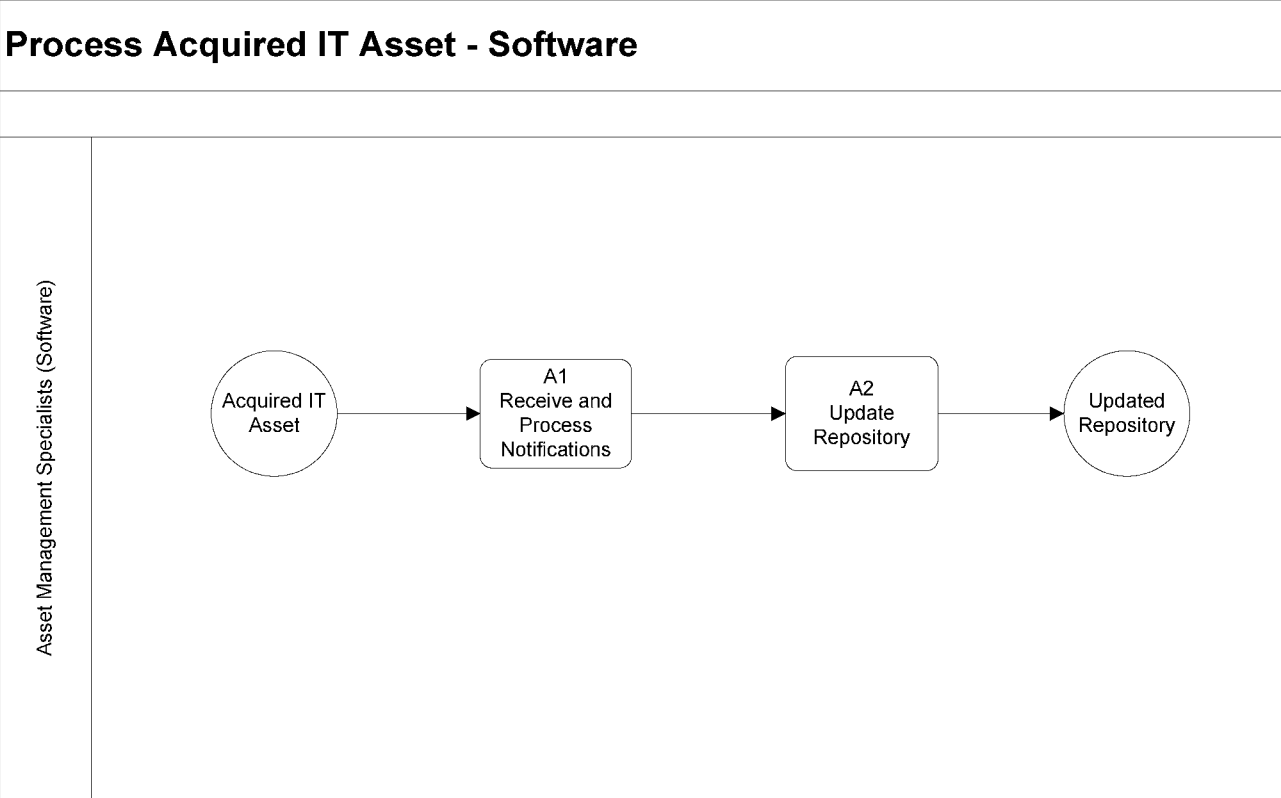 Process Acquired IT Asset - Software
Asset Management Specialists (Software)
Acquired IT
Asset
A1
Receive and
Process
Notifications
A2
Update
Repository
Updated
Repository